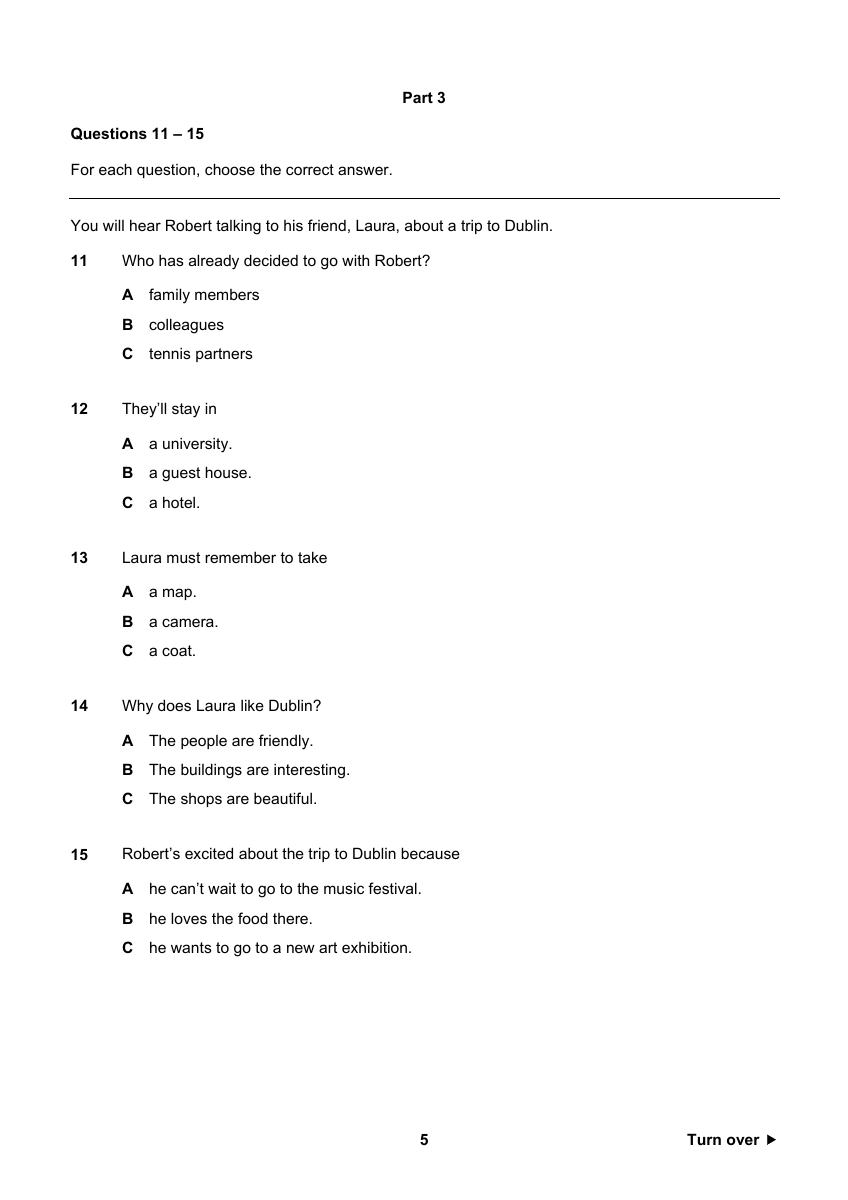 Part 3
Questions 11 – 15
For each question, choose the correct answer.
You will hear Robert talking to his friend, Laura, about a trip to Dublin.
11 Who has already decided to go with Robert?
A family members
B colleagues
C tennis partners
12 They’ll stay in
A a university.
B a guest house.
C a hotel.
13 Laura must remember to take
A a map.
B a camera.
C a coat.
14 Why does Laura like Dublin?
A The people are friendly.
B The buildings are interesting.
C The shops are beautiful.
15 Robert’s excited about the trip to Dublin because
A he can’t wait to go to the music festival.
B he loves the food there.
C he wants to go to a new art exhibition.
5 Turn over ►